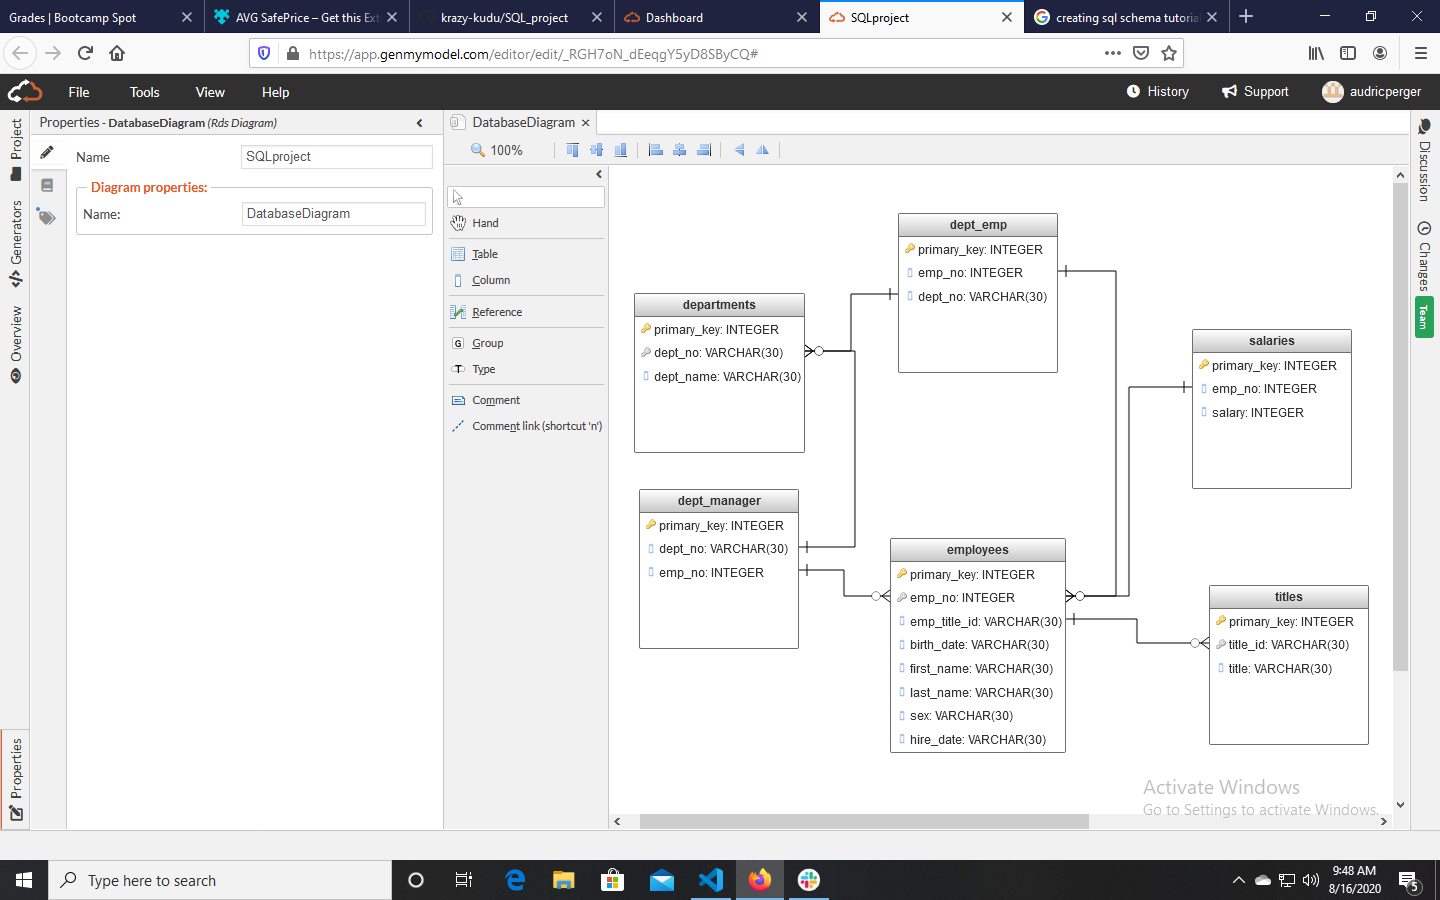 Grades | Bootcamp Spot
AVG SafePrice – Get this Ext
krazy-kudu/SQL_project
Dashboard
SQLproject
creating sql schema tutorial
https://app.genmymodel.com/editor/edit/_RGH7oN_dEeqgY5yD8SByCQ#
File
Tools
View
Help
History
Support
audricperger
Project
Generators
Overview
Properties
Properties - DatabaseDiagram (Rds Diagram)
Name
SQLproject
Diagram properties:
Name:
DatabaseDiagram
DatabaseDiagram
100%
Hand
Table
Column
Reference
G Group
T Type
Comment
Comment link (shortcut 'n')
dept_emp
primary_key: INTEGER
emp_no: INTEGER
dept_no: VARCHAR(30)
departments
primary_key: INTEGER
dept_no: VARCHAR(30)
dept_name: VARCHAR(30)
salaries
primary_key: INTEGER
emp_no: INTEGER
salary: INTEGER
dept_manager
primary_key: INTEGER
dept_no: VARCHAR(30)
emp_no: INTEGER
employees
primary_key: INTEGER
emp_no: INTEGER
emp_title_id: VARCHAR(30)
birth_date: VARCHAR(30)
first_name: VARCHAR(30)
last_name: VARCHAR(30)
sex: VARCHAR(30)
hire_date: VARCHAR(30)
titles
primary_key: INTEGER
title_id: VARCHAR(30)
title: VARCHAR(30)
Discussion
Changes
Team
Activate Windows
Go to Settings to activate Windows.
Type here to search
9:48 AM
8/16/2020
5